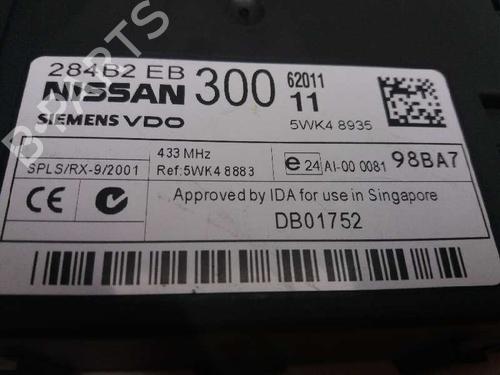 284B2 EB 300 62011
NISSAN 11
SIEMENS VDO 5WK4 8935
SPLS/RX-9/2001
433 MHz
Ref:5WK4 8883
e24 AI-00 0081 98BA7
CE
Approved by IDA for use in Singapore
DB01752
B-PARTS